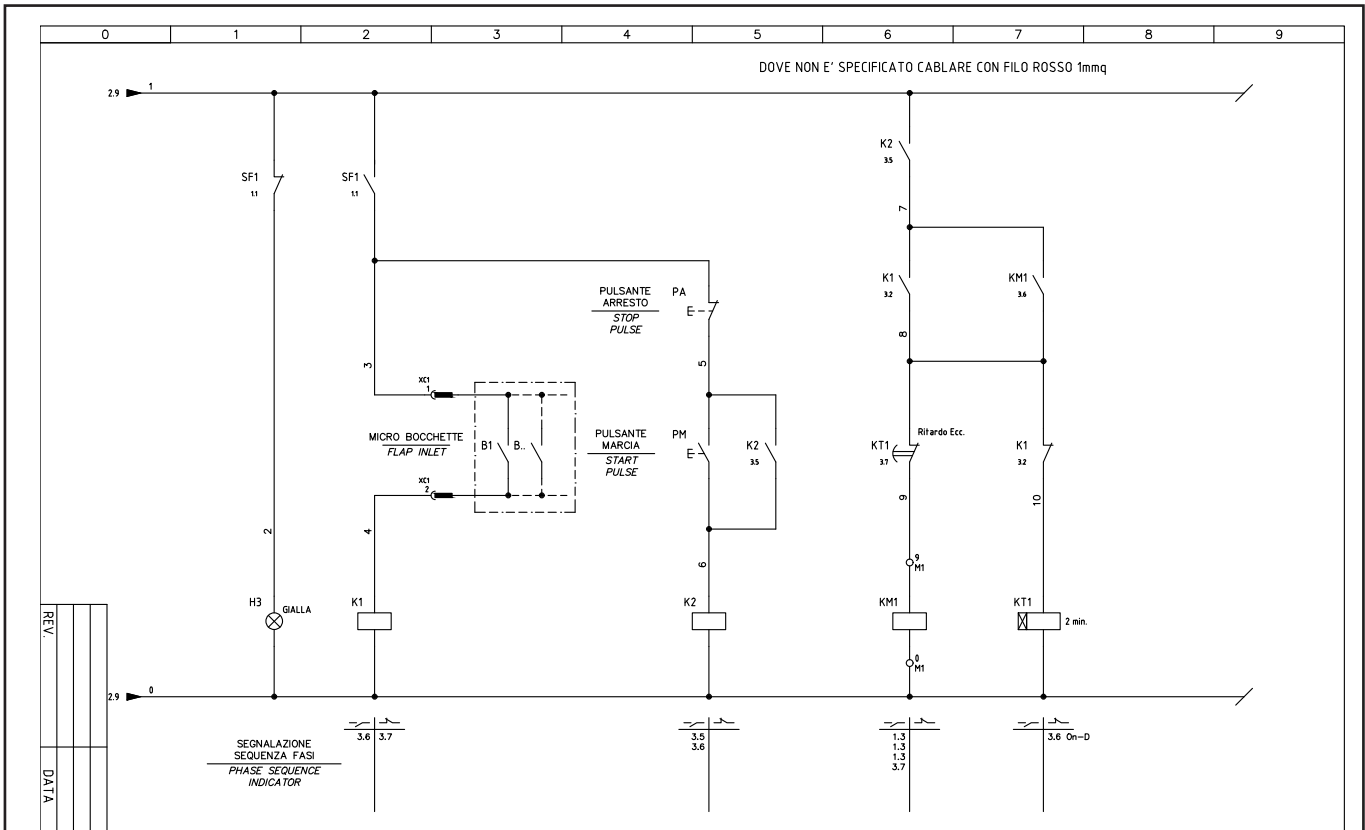 0 1 2 3 4 5 6 7 8 9
DOVE NON E' SPECIFICATO CABLARE CON FILO ROSSO 1mmq
2.9 1
K2
3.5
SF1
1.1
SF1
1.1
7
PULSANTE
ARRESTO
STOP
PULSE
PA
K1
3.2
KM1
3.6
8
3
5
XC1
1
MICRO BOCCHETTE
FLAP INLET
B1 B..
PULSANTE
MARCIA
START
PULSE
PM
K2
3.5
KT1
3.7
Ritardo Ecc.
K1
3.2
XC1
2
2
4
6
9
10
9
M1
H3
GIALLA
K1
K2
KM1
KT1
2 min.
0
M1
2.9 0
3.6 3.7
3.5
3.6
1.3
1.3
1.3
3.7
3.6 On-D
SEGNALAZIONE
SEQUENZA FASI
PHASE SEQUENCE
INDICATOR
REV.
DATA